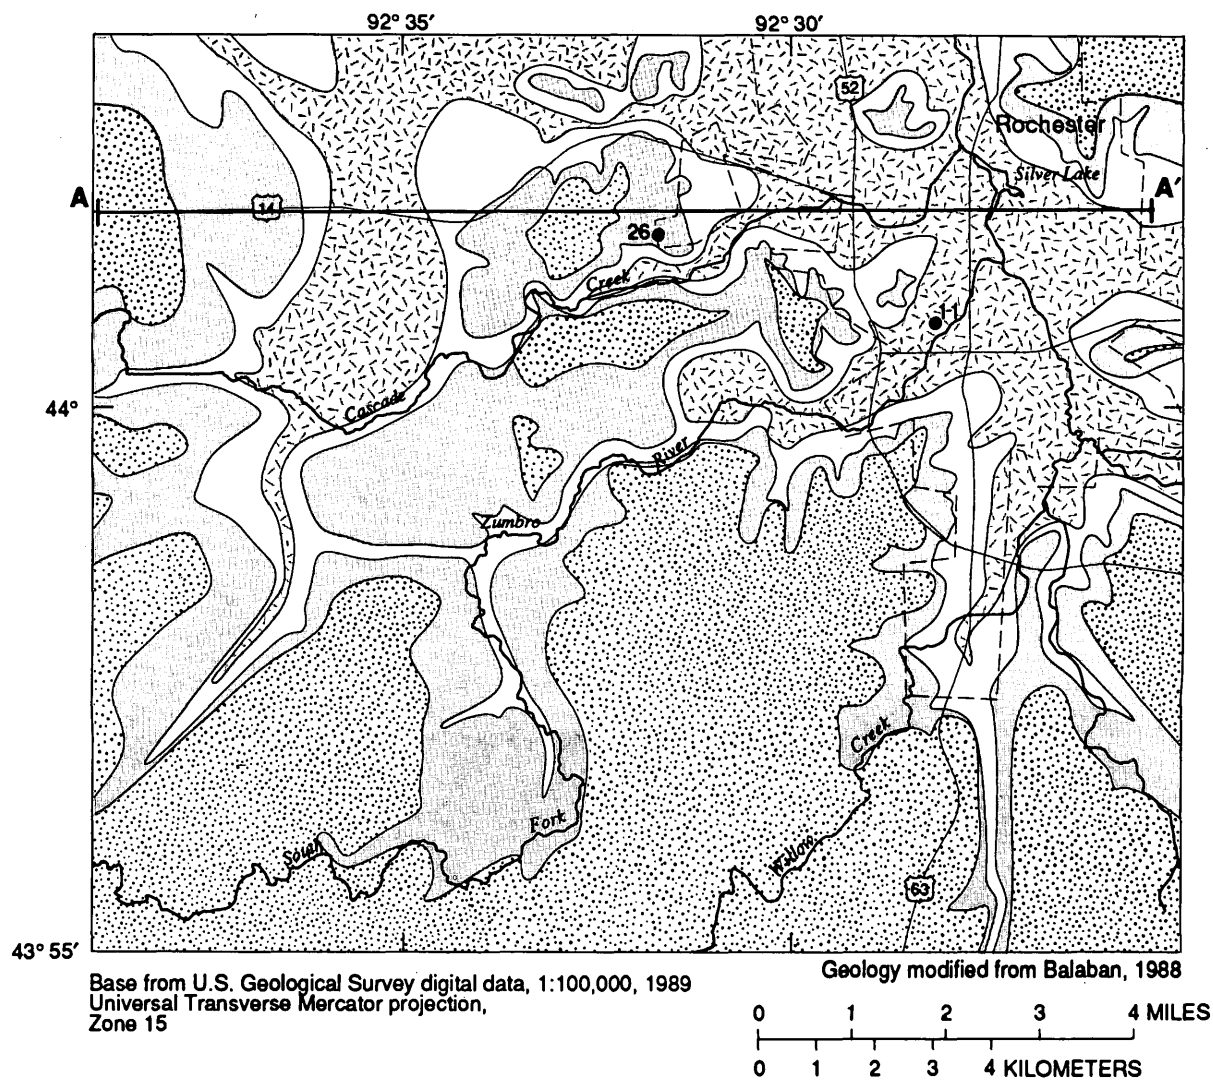 92° 35′ 92° 30′
52
Rochester
Silver Lake
A A′
14
26
Creek
1-1
Cascade
44°
River
Zumbro
Creek
Fork
South
Willow
63
43° 55′
Base from U.S. Geological Survey digital data, 1:100,000, 1989
Universal Transverse Mercator projection,
Zone 15
Geology modified from Balaban, 1988
0 1 2 3 4 MILES
0 1 2 3 4 KILOMETERS